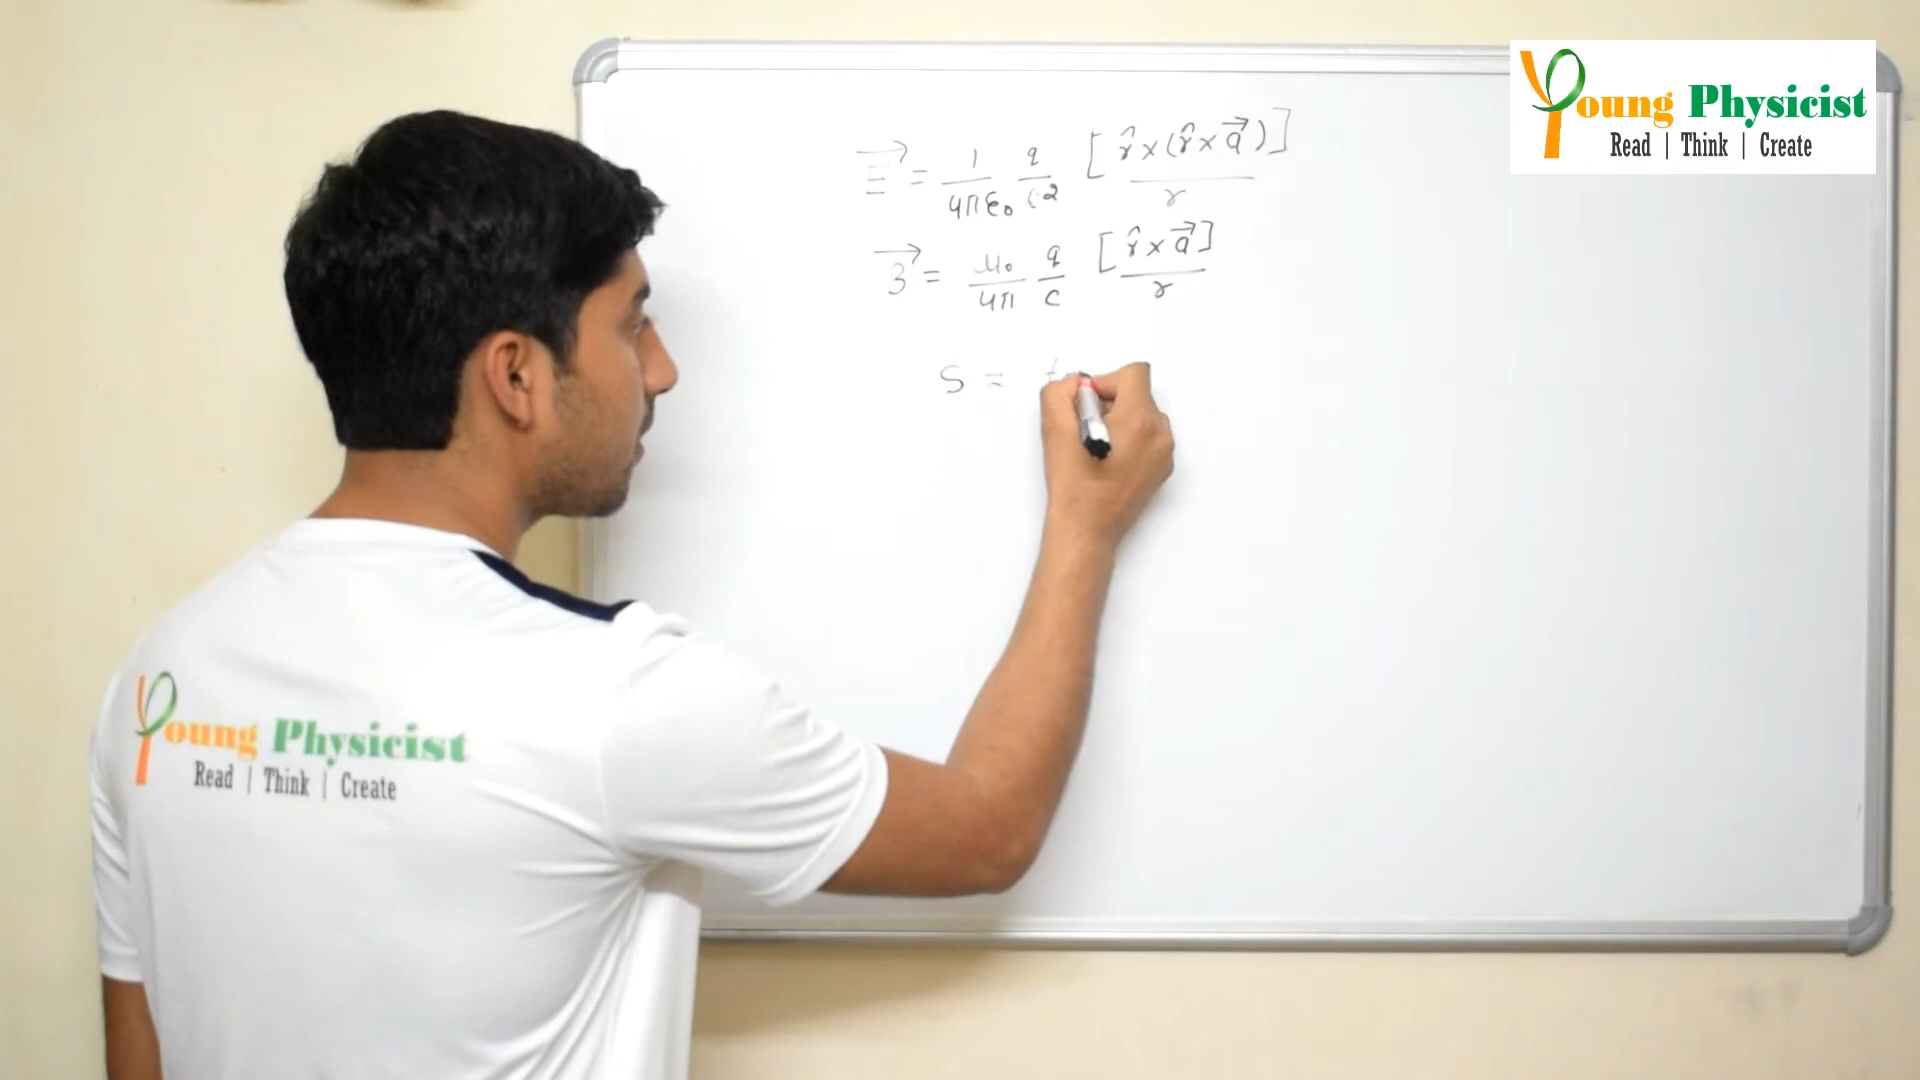 E⃗ = 1/4πε₀ q/c² [r̂×(r̂×a⃗)]/r
B⃗ = μ₀/4π q/c [r̂×a⃗]/r
S =
Young Physicist
Read | Think | Create
Young Physicist
Read | Think | Create